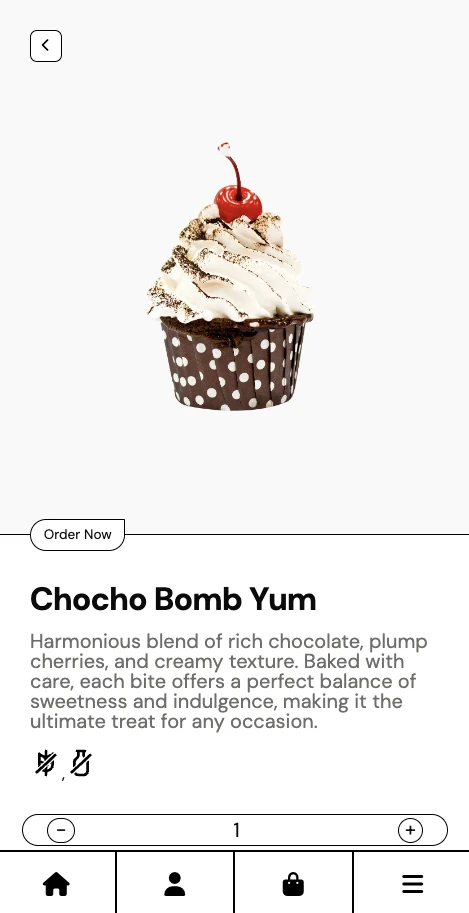 Order Now
Chocho Bomb Yum
Harmonious blend of rich chocolate, plump
cherries, and creamy texture. Baked with
care, each bite offers a perfect balance of
sweetness and indulgence, making it the
ultimate treat for any occasion.
,
− 1 +